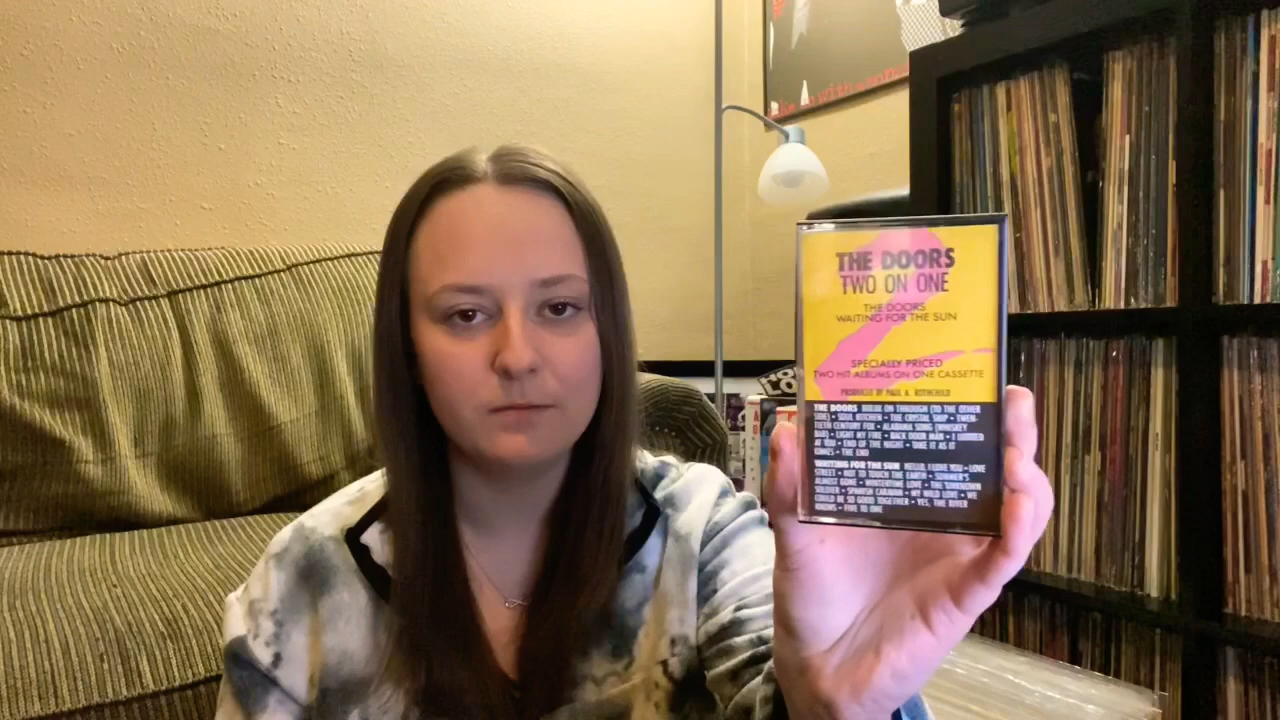 THE DOORS
TWO ON ONE
THE DOORS
WAITING FOR THE SUN
SPECIALLY PRICED
TWO HIT ALBUMS ON ONE CASSETTE
PRODUCED BY PAUL A. ROTHCHILD
THE DOORS BREAK ON THROUGH (TO THE OTHER
SIDE) • SOUL KITCHEN • THE CRYSTAL SHIP • TWEN-
TIETH CENTURY FOX • ALABAMA SONG (WHISKEY
BAR) • LIGHT MY FIRE • BACK DOOR MAN • I LOOKED
AT YOU • END OF THE NIGHT • TAKE IT AS IT
COMES • THE END
WAITING FOR THE SUN HELLO, I LOVE YOU • LOVE
STREET • NOT TO TOUCH THE EARTH • SUMMER'S
ALMOST GONE • WINTERTIME LOVE • THE UNKNOWN
SOLDIER • SPANISH CARAVAN • MY WILD LOVE • WE
COULD BE SO GOOD TOGETHER • YES, THE RIVER
KNOWS • FIVE TO ONE